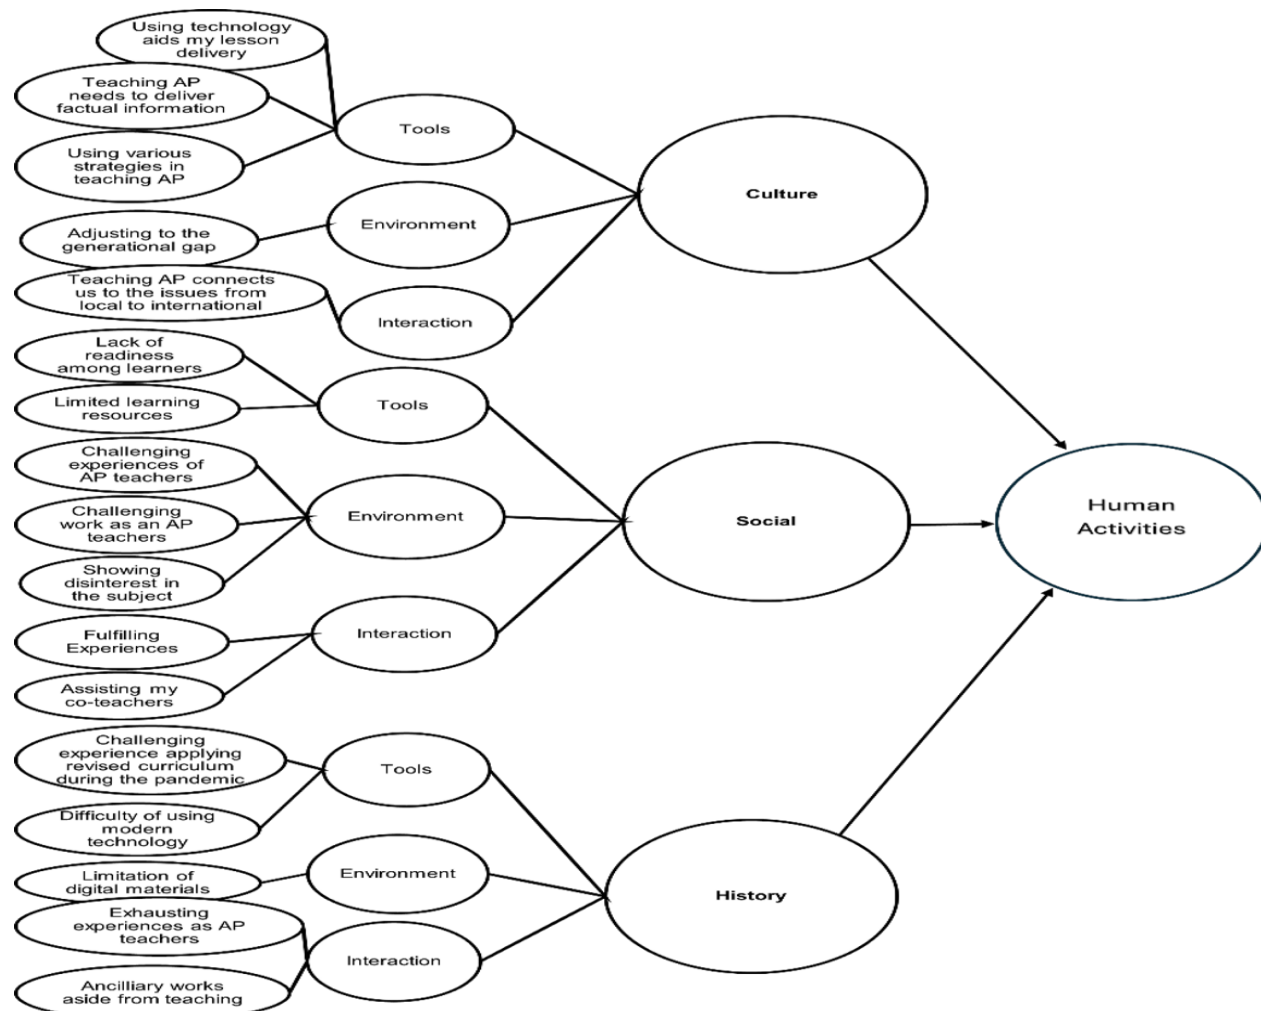 Using technology
aids my lesson
delivery
Teaching AP
needs to deliver
factual information
Using various
strategies in
teaching AP
Tools
Adjusting to the
generational gap
Environment
Teaching AP connects
us to the issues from
local to international
Interaction
Culture
Lack of
readiness
among learners
Limited learning
resources
Tools
Challenging
experiences of
AP teachers
Challenging
work as an AP
teachers
Showing
disinterest in
the subject
Environment
Fulfilling
Experiences
Assisting my
co-teachers
Interaction
Social
Challenging
experience applying
revised curriculum
during the pandemic
Difficulty of using
modern
technology
Tools
Limitation of
digital materials
Environment
Exhausting
experiences as AP
teachers
Ancilliary works
aside from teaching
Interaction
History
Human
Activities